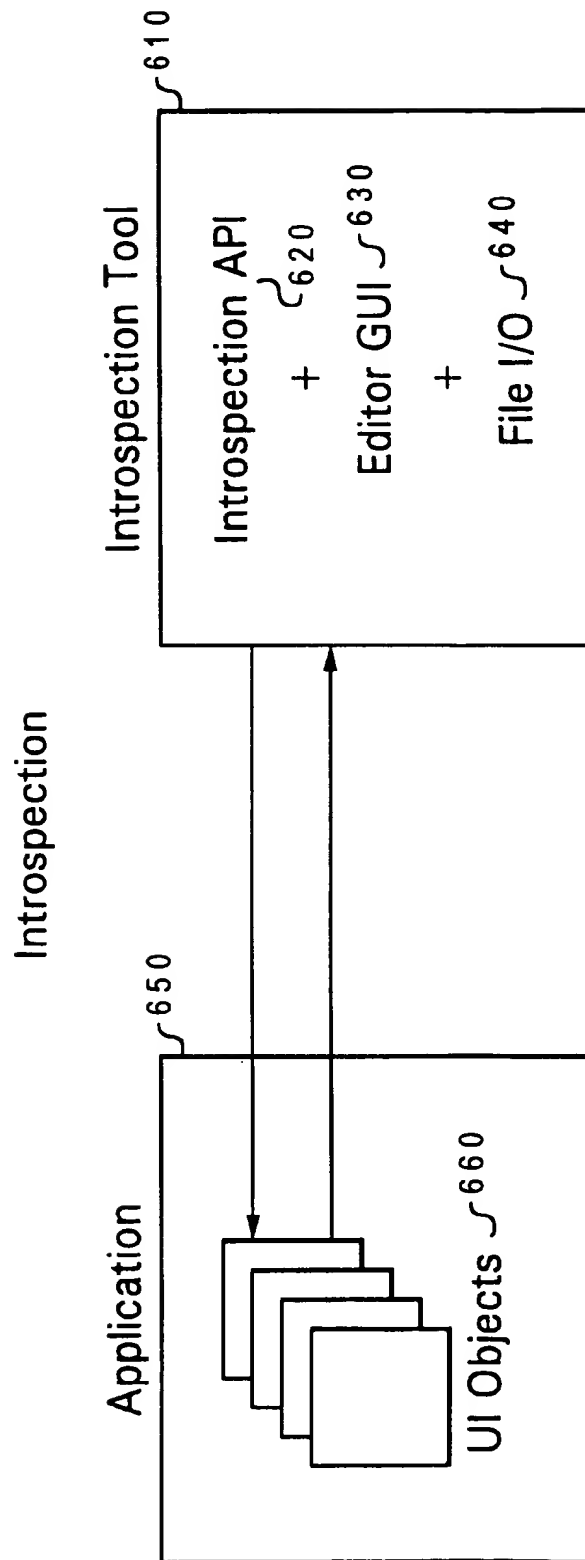 Introspection
Application
650
UI Objects 660
Introspection Tool
610
Introspection API
620
+
Editor GUI 630
+
File I/O 640